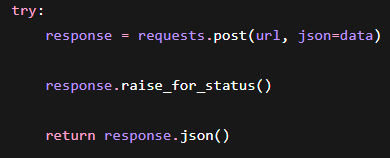 try:
    response = requests.post(url, json=data)
    response.raise_for_status()
    return response.json()